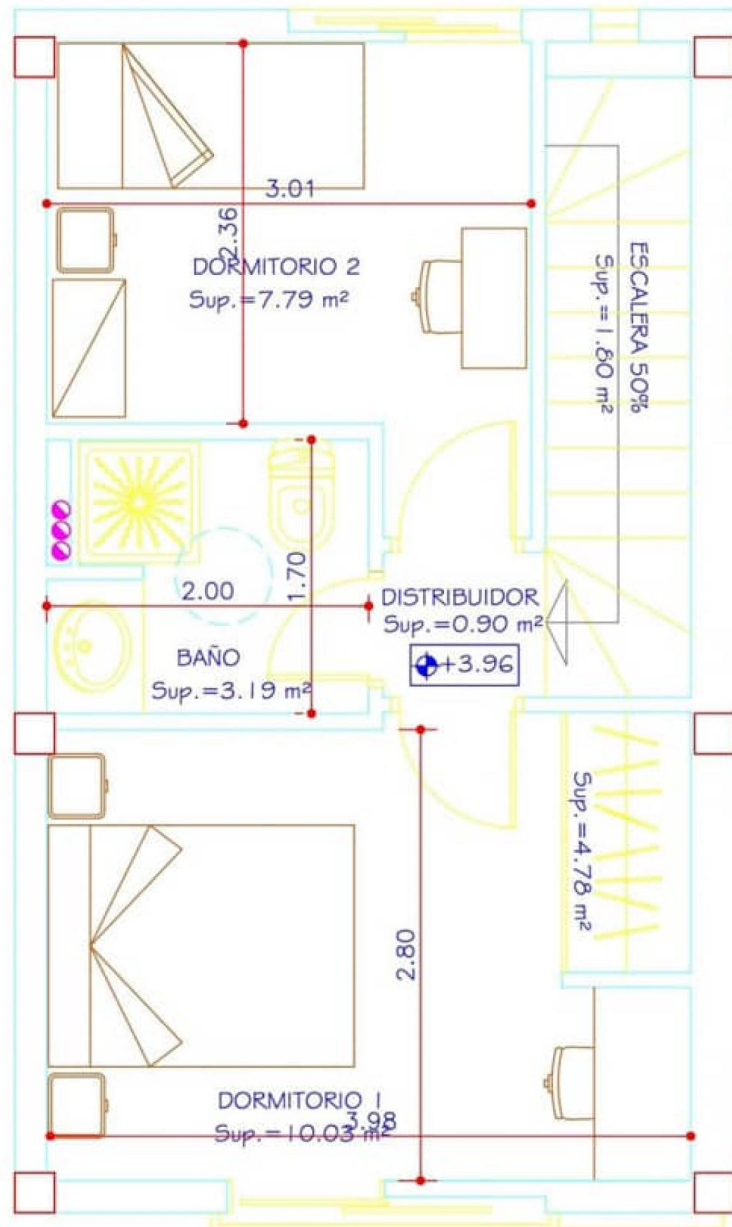 3.01
2.36
DORMITORIO 2
Sup.=7.79 m²
ESCALERA 50%
Sup.=1.80 m²
1.70
2.00
DISTRIBUIDOR
Sup.=0.90 m²
BAÑO
Sup.=3.19 m²
+3.96
Sup.=4.78 m²
2.80
DORMITORIO 1
3.98
Sup.=10.03 m²